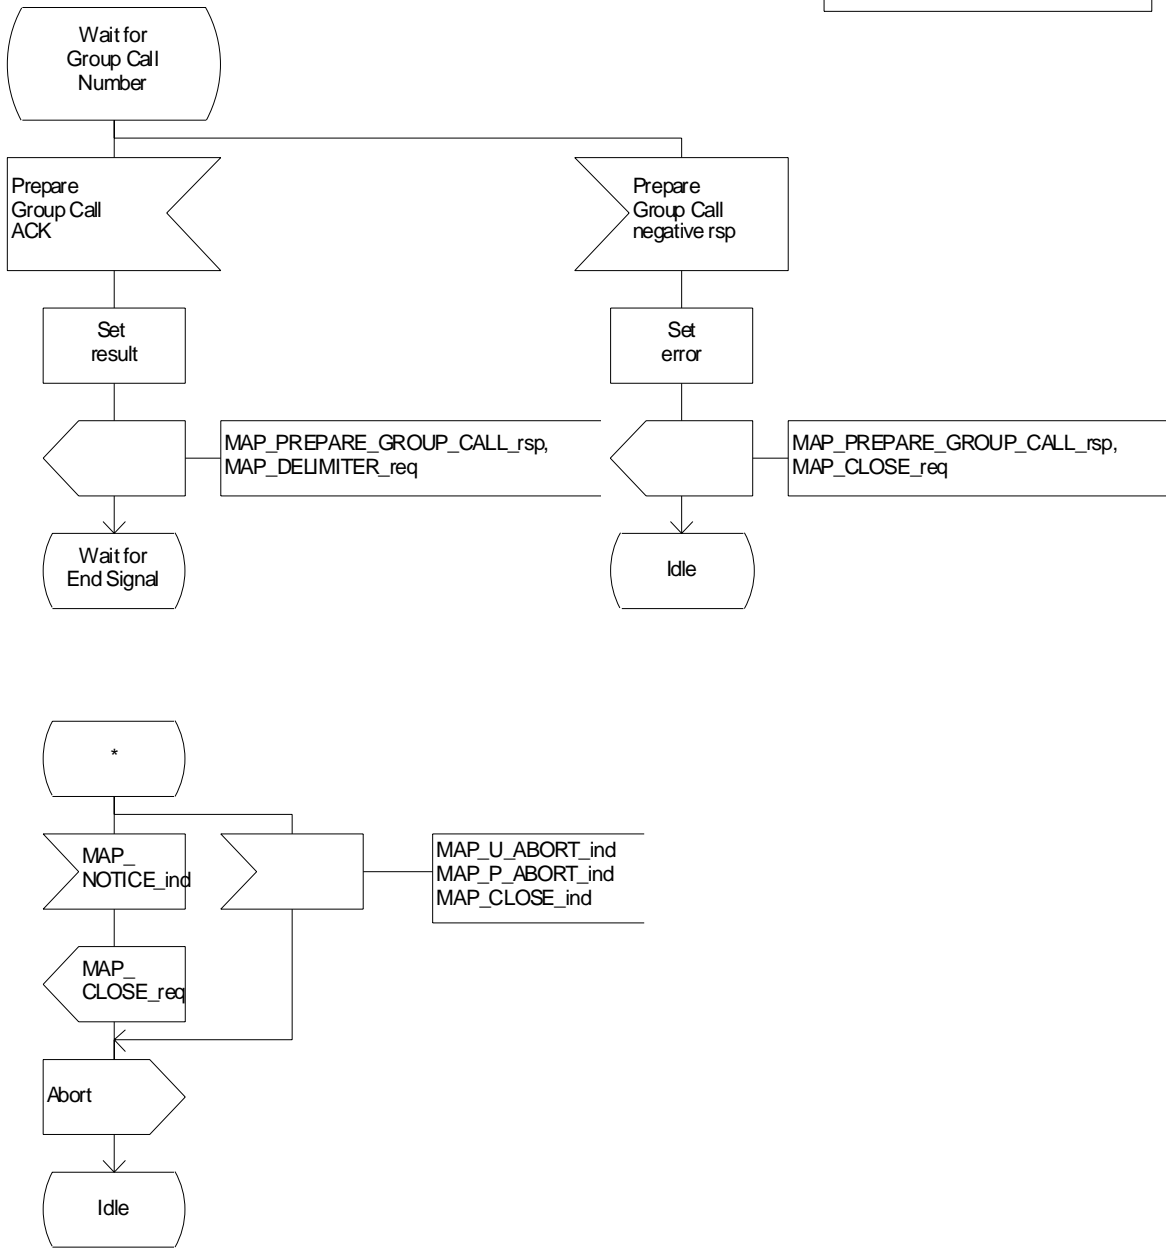 Wait for
Group Call
Number
Prepare
Group Call
ACK
Prepare
Group Call
negative rsp
Set
result
Set
error
MAP_PREPARE_GROUP_CALL_rsp,
MAP_DELIMITER_req
MAP_PREPARE_GROUP_CALL_rsp,
MAP_CLOSE_req
Wait for
End Signal
Idle
*
MAP_
NOTICE_ind
MAP_U_ABORT_ind
MAP_P_ABORT_ind
MAP_CLOSE_ind
MAP_
CLOSE_req
Abort
Idle